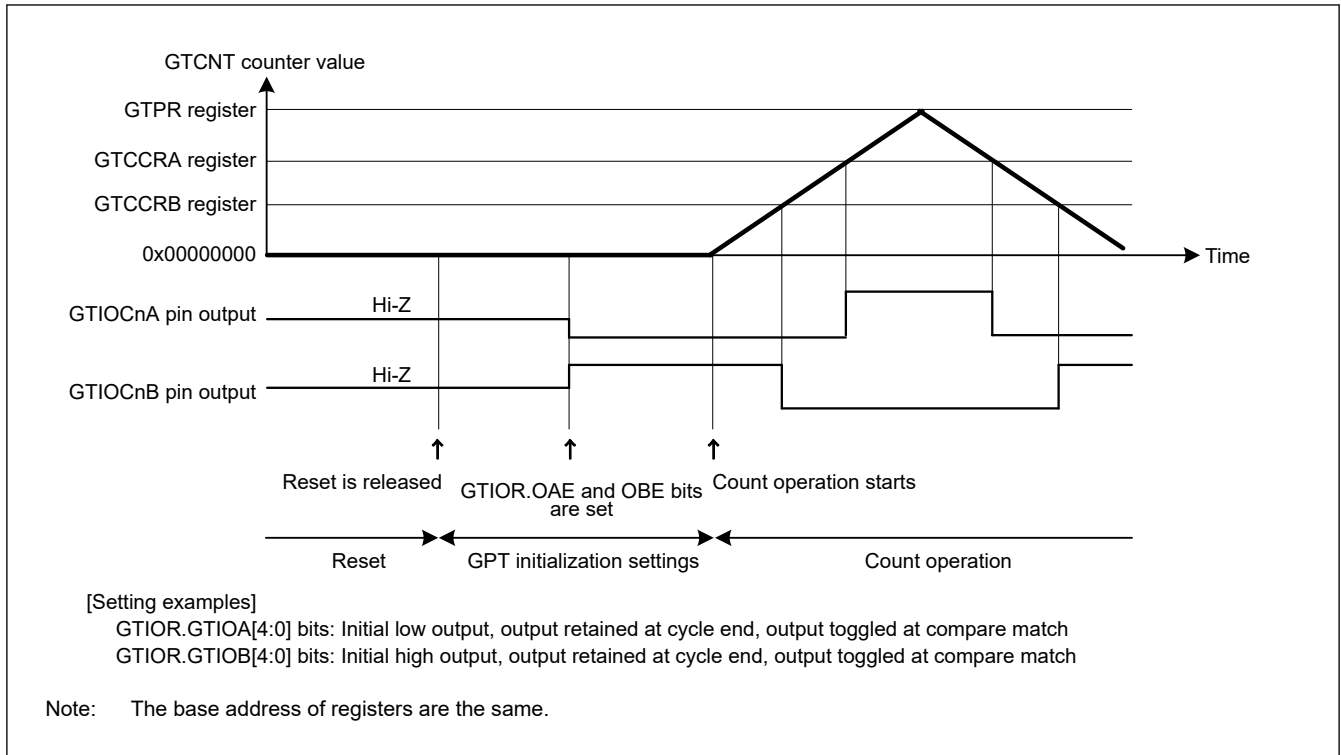 GTCNT counter value
GTPR register
GTCCRA register
GTCCRB register
0x00000000
Time
GTIOCnA pin output
Hi-Z
GTIOCnB pin output
Hi-Z
Reset is released
GTIOR.OAE and OBE bits
are set
Count operation starts
Reset
GPT initialization settings
Count operation
[Setting examples]
GTIOR.GTIOA[4:0] bits: Initial low output, output retained at cycle end, output toggled at compare match
GTIOR.GTIOB[4:0] bits: Initial high output, output retained at cycle end, output toggled at compare match
Note: The base address of registers are the same.